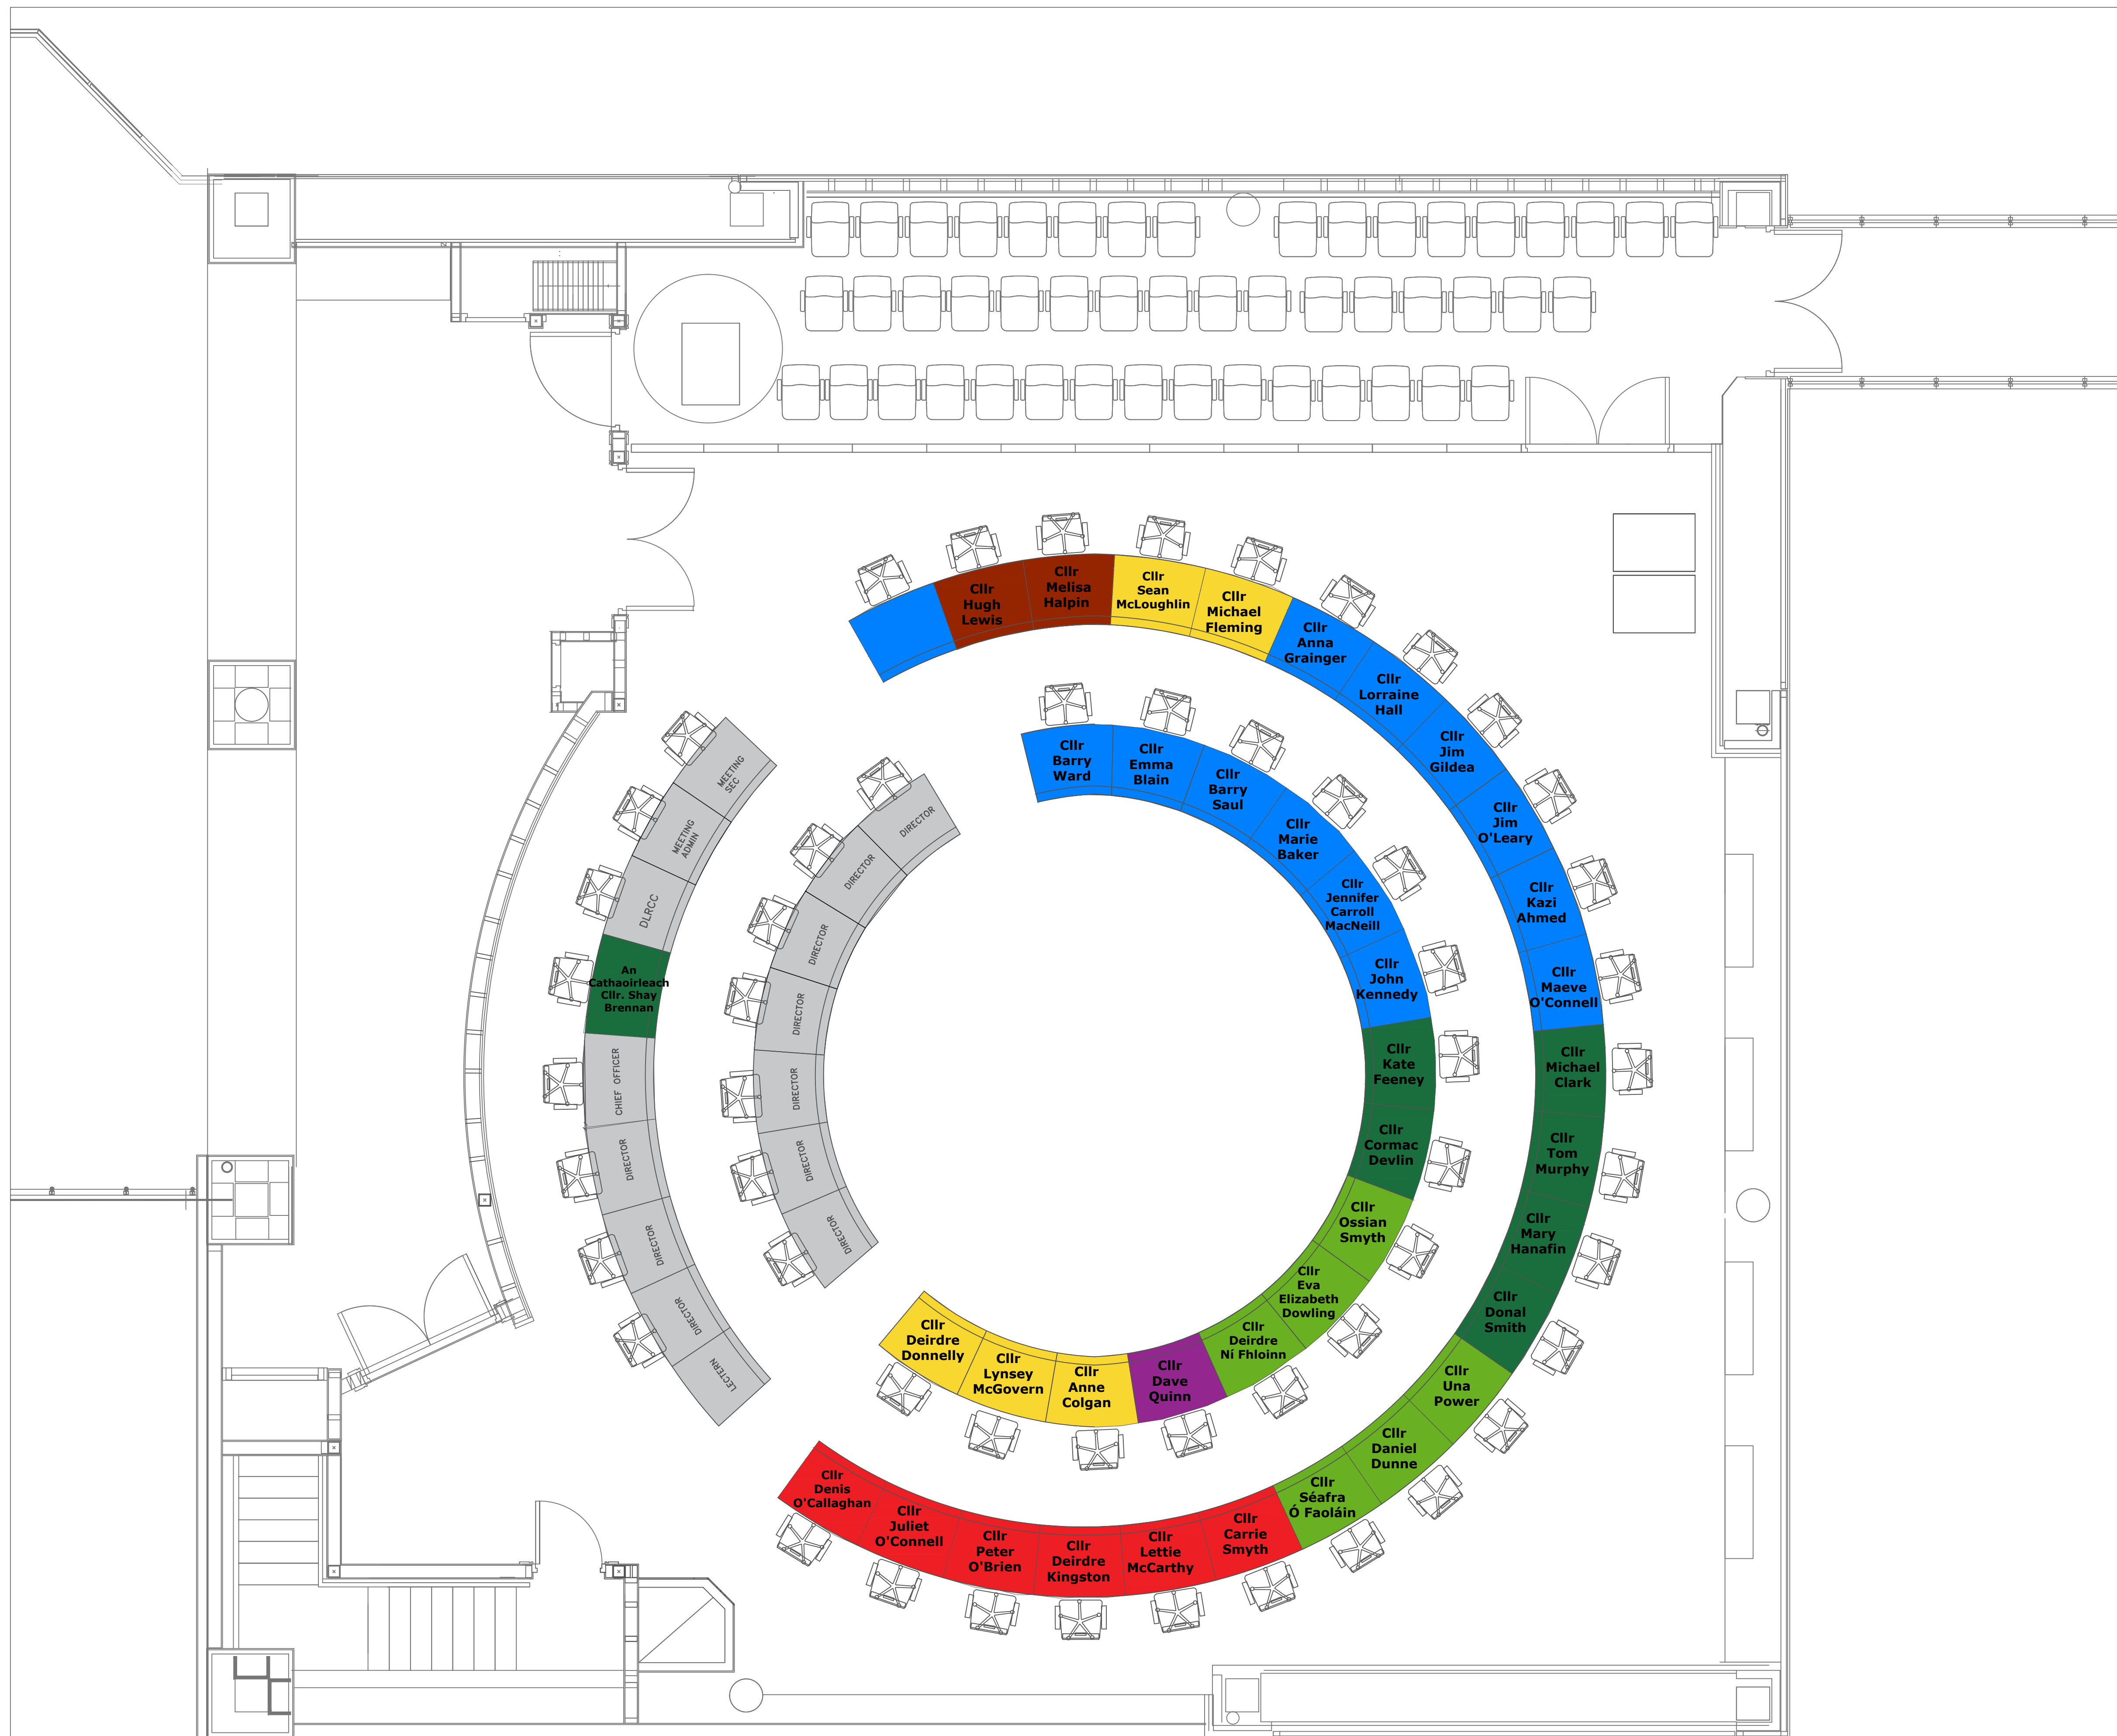 Cllr
Hugh
Lewis
Cllr
Melisa
Halpin
Cllr
Sean
McLoughlin
Cllr
Michael
Fleming
Cllr
Anna
Grainger
Cllr
Lorraine
Hall
Cllr
Jim
Gildea
Cllr
Jim
O'Leary
Cllr
Kazi
Ahmed
Cllr
Maeve
O'Connell
Cllr
Michael
Clark
Cllr
Tom
Murphy
Cllr
Mary
Hanafin
Cllr
Donal
Smith
Cllr
Una
Power
Cllr
Daniel
Dunne
Cllr
Séafra
Ó Faoláin
Cllr
Carrie
Smyth
Cllr
Lettie
McCarthy
Cllr
Deirdre
Kingston
Cllr
Peter
O'Brien
Cllr
Juliet
O'Connell
Cllr
Denis
O'Callaghan
Cllr
Barry
Ward
Cllr
Emma
Blain
Cllr
Barry
Saul
Cllr
Marie
Baker
Cllr
Jennifer
Carroll
MacNeill
Cllr
John
Kennedy
Cllr
Kate
Feeney
Cllr
Cormac
Devlin
Cllr
Ossian
Smyth
Cllr
Eva
Elizabeth
Dowling
Cllr
Deirdre
Ní Fhloinn
Cllr
Dave
Quinn
Cllr
Anne
Colgan
Cllr
Lynsey
McGovern
Cllr
Deirdre
Donnelly
MEETING
SEC
MEETING
ADMIN
DLRCC
An
Cathaoirleach
Cllr. Shay
Brennan
CHIEF OFFICER
DIRECTOR
DIRECTOR
DIRECTOR
LECTERN
DIRECTOR
DIRECTOR
DIRECTOR
DIRECTOR
DIRECTOR
DIRECTOR
DIRECTOR